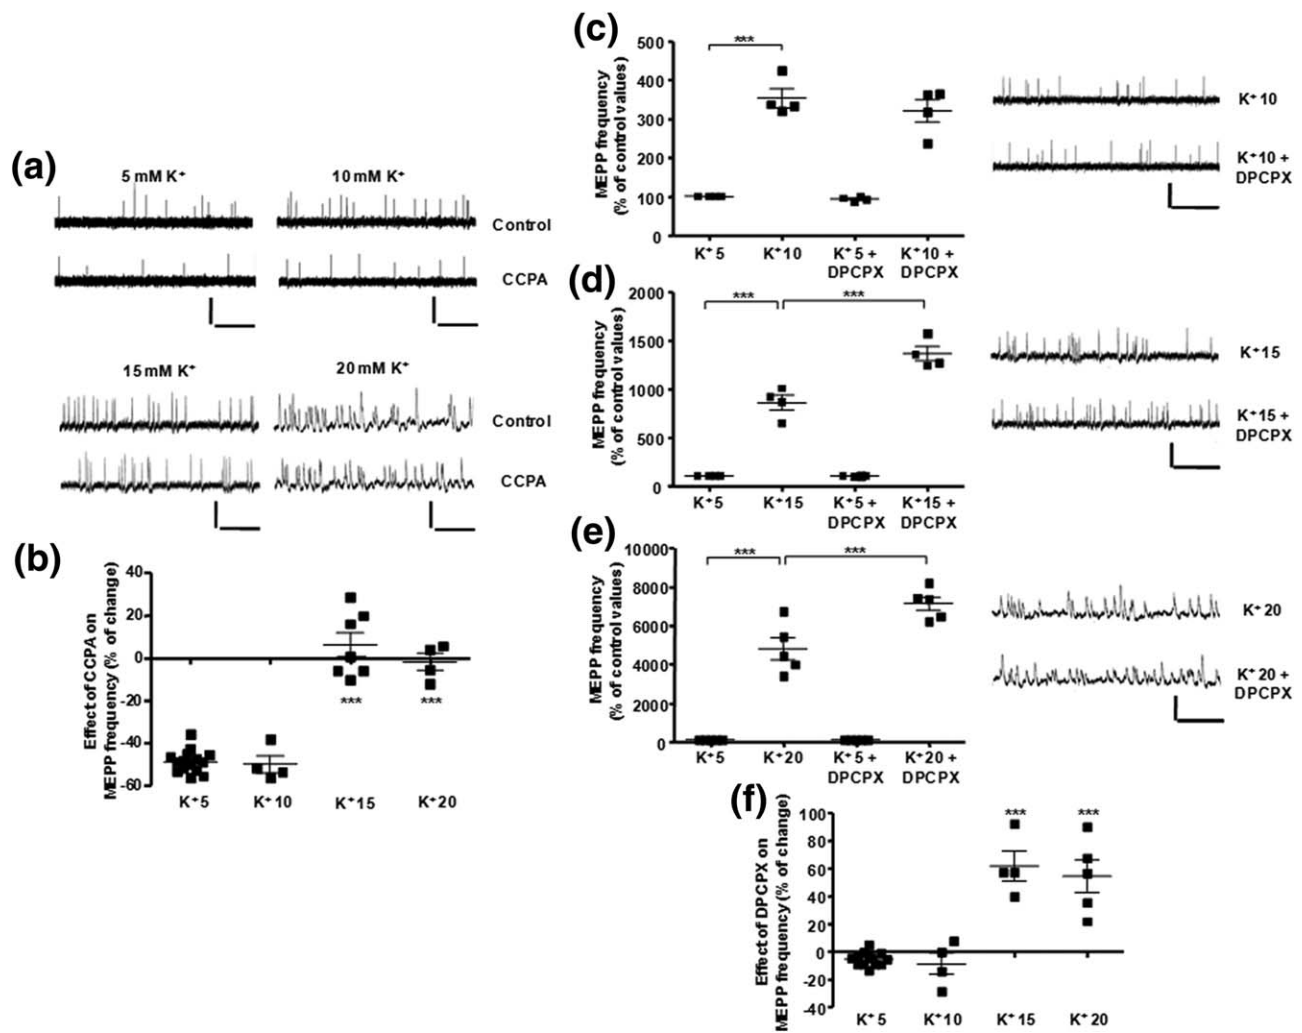 (a)
5 mM K⁺
10 mM K⁺
Control
CCPA
15 mM K⁺
20 mM K⁺
Control
CCPA
(b)
Effect of CCPA on
MEPP frequency (% of change)
40
20
0
-20
-40
-60
***
***
K⁺5
K⁺10
K⁺15
K⁺20
(c)
MEPP frequency
(% of control values)
500
400
300
200
100
0
***
K⁺5
K⁺10
K⁺5 +
DPCPX
K⁺10 +
DPCPX
K⁺10
K⁺10 +
DPCPX
(d)
MEPP frequency
(% of control values)
2000
1500
1000
500
0
***
***
K⁺5
K⁺15
K⁺5 +
DPCPX
K⁺15 +
DPCPX
K⁺15
K⁺15 +
DPCPX
(e)
MEPP frequency
(% of control values)
10000
8000
6000
4000
2000
0
***
***
K⁺5
K⁺20
K⁺5 +
DPCPX
K⁺20 +
DPCPX
K⁺20
K⁺20 +
DPCPX
(f)
Effect of DPCPX on
MEPP frequency (% of change)
100
80
60
40
20
0
-20
-40
***
***
K⁺5
K⁺10
K⁺15
K⁺20